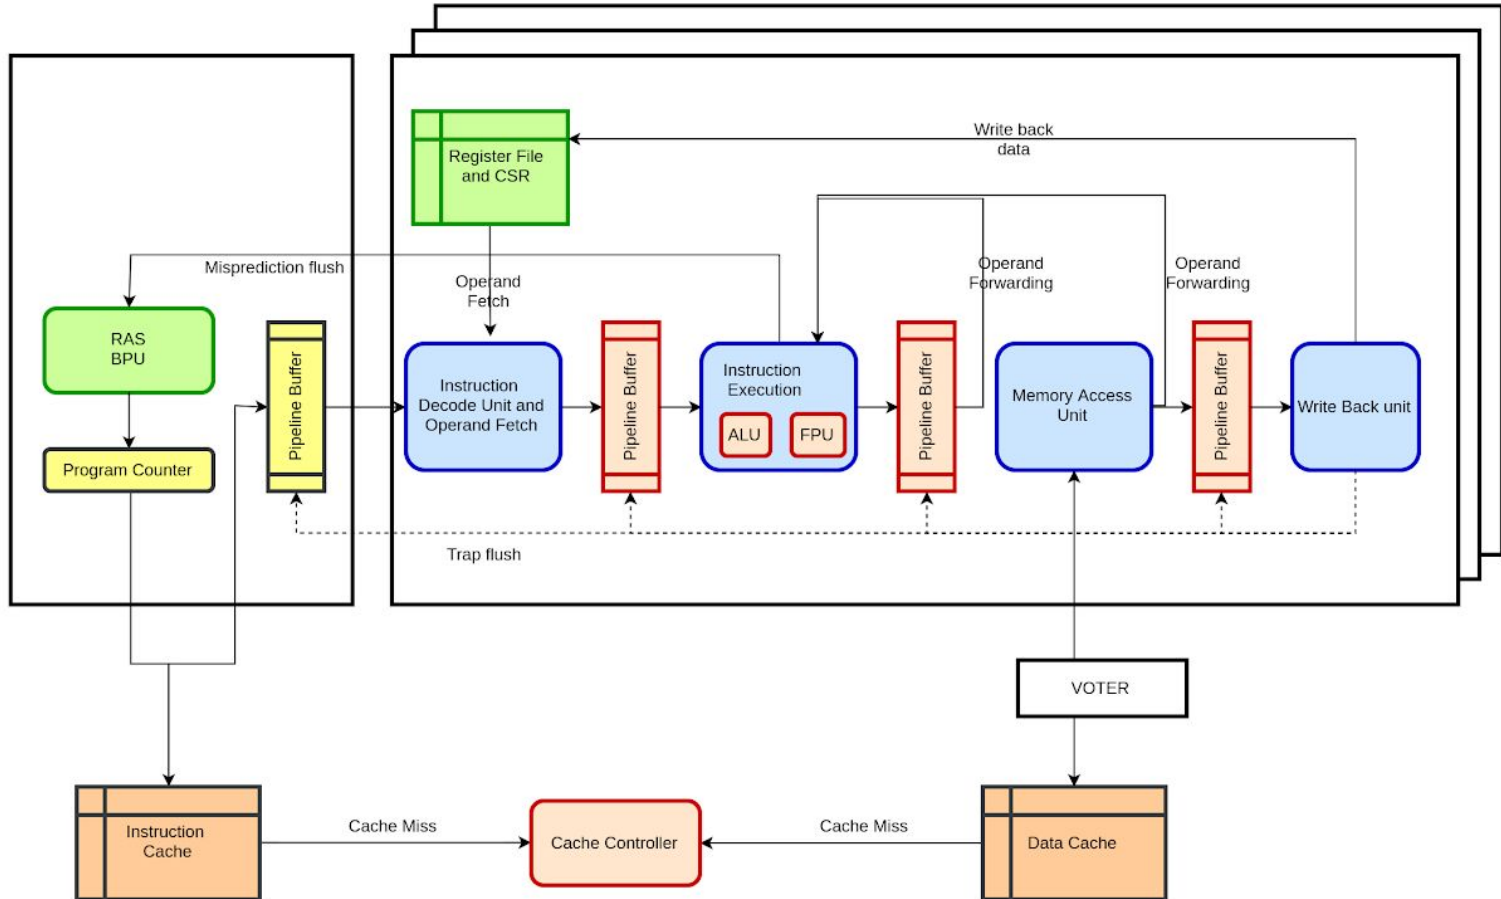 Write back
data
Register File
and CSR
Misprediction flush
Operand
Fetch
Operand
Forwarding
Operand
Forwarding
RAS
BPU
Program Counter
Pipeline Buffer
Instruction
Decode Unit and
Operand Fetch
Pipeline Buffer
Instruction
Execution
ALU
FPU
Pipeline Buffer
Memory Access
Unit
Pipeline Buffer
Write Back unit
Trap flush
VOTER
Instruction
Cache
Cache Miss
Cache Controller
Cache Miss
Data Cache